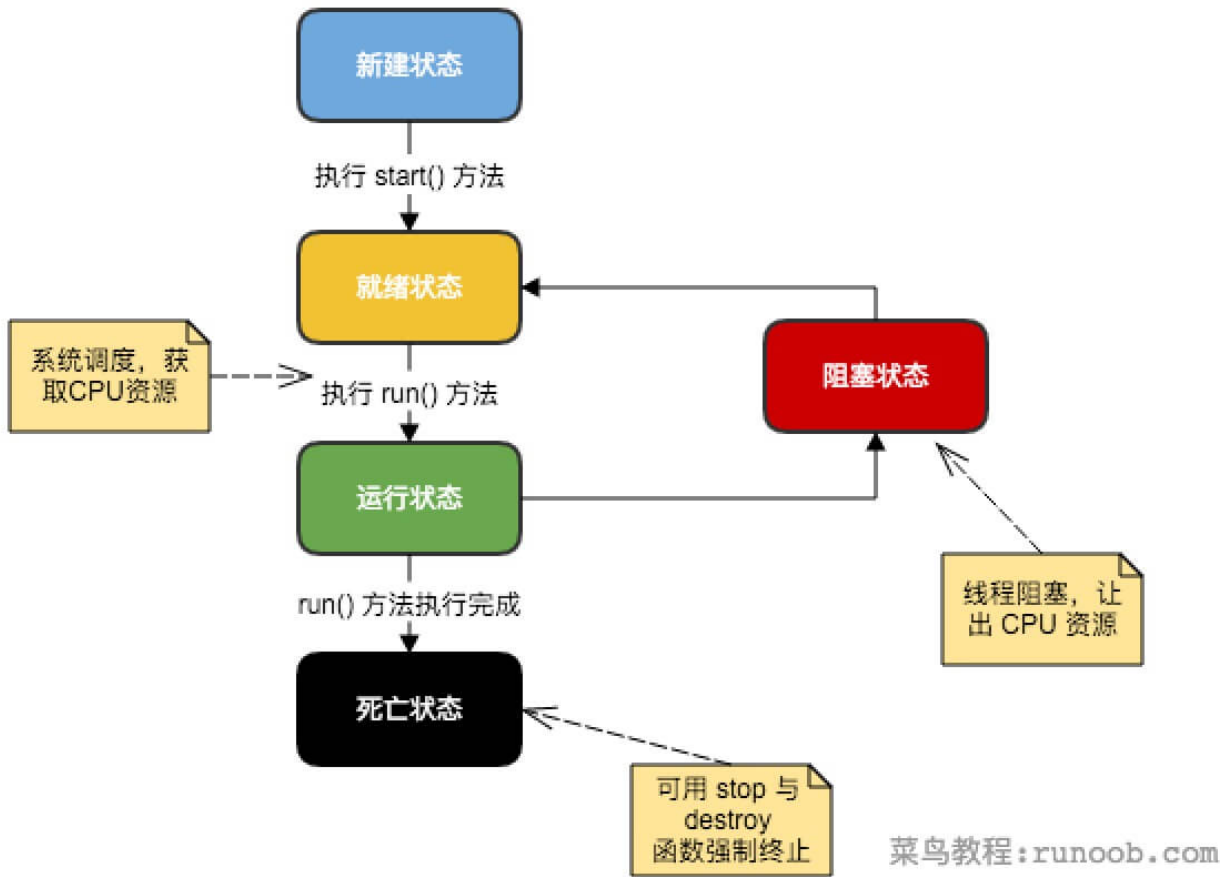 新建状态
执行 start() 方法
就绪状态
系统调度，获
取CPU资源
执行 run() 方法
阻塞状态
运行状态
线程阻塞，让
出 CPU 资源
run() 方法执行完成
死亡状态
可用 stop 与
destroy
函数强制终止
菜鸟教程:runoob.com